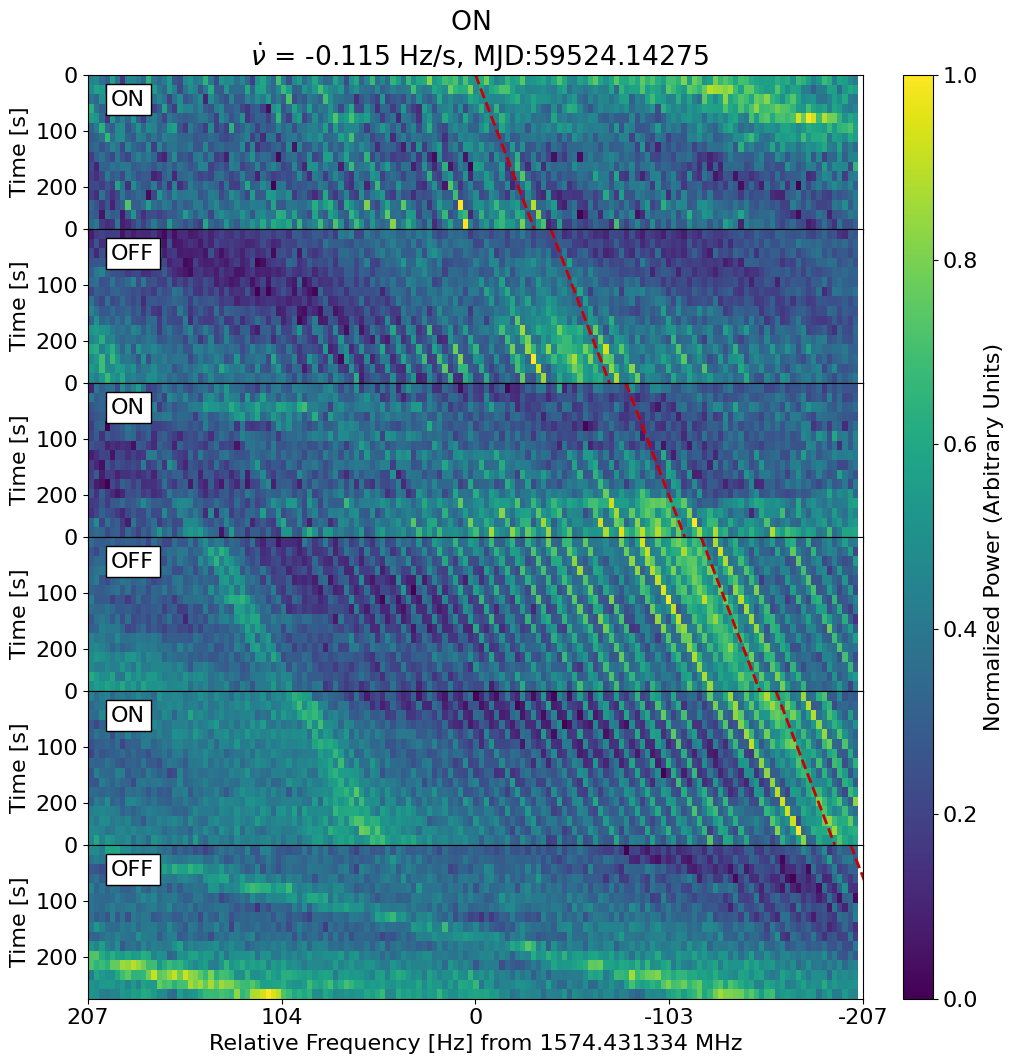 ON
ν̇ = -0.115 Hz/s, MJD:59524.14275
0
ON
100
200
Time [s]
0
OFF
100
200
Time [s]
0
ON
100
200
Time [s]
0
OFF
100
200
Time [s]
0
ON
100
200
Time [s]
0
OFF
100
200
Time [s]
207 104 0 -103 -207
Relative Frequency [Hz] from 1574.431334 MHz
1.0
0.8
0.6
0.4
0.2
0.0
Normalized Power (Arbitrary Units)